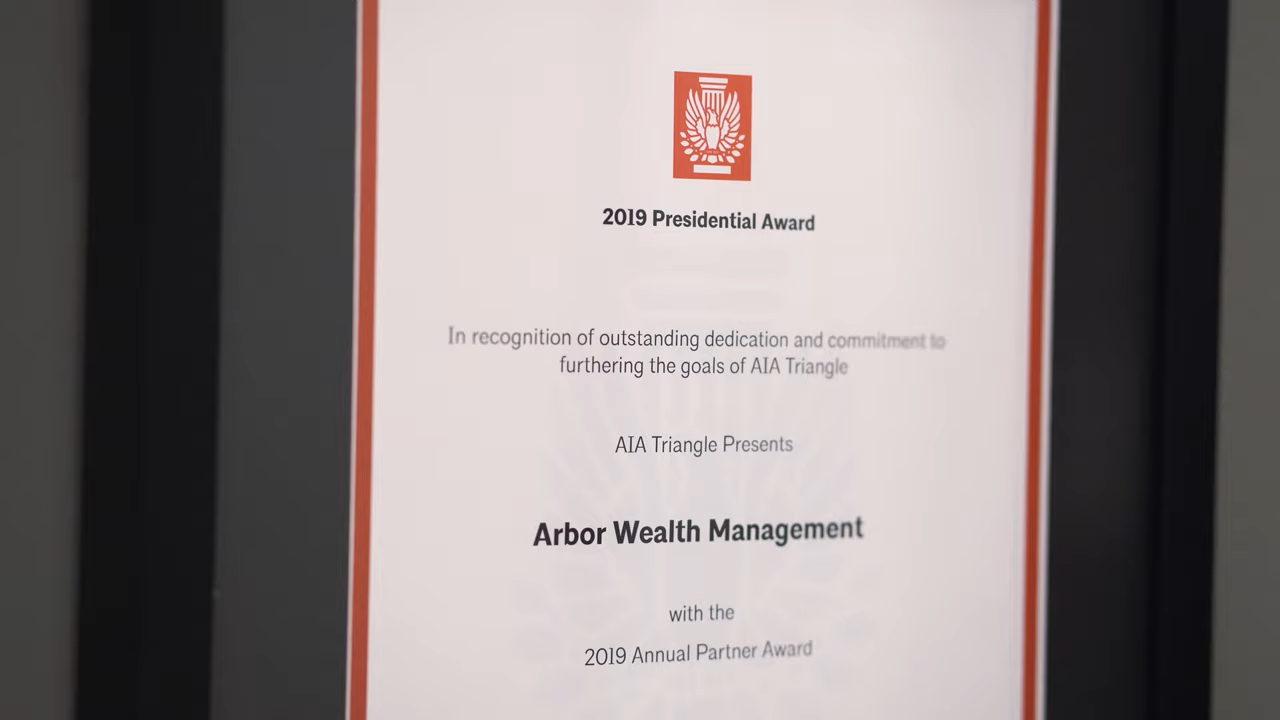 2019 Presidential Award
In recognition of outstanding dedication and commitment to
furthering the goals of AIA Triangle
AIA Triangle Presents
Arbor Wealth Management
with the
2019 Annual Partner Award